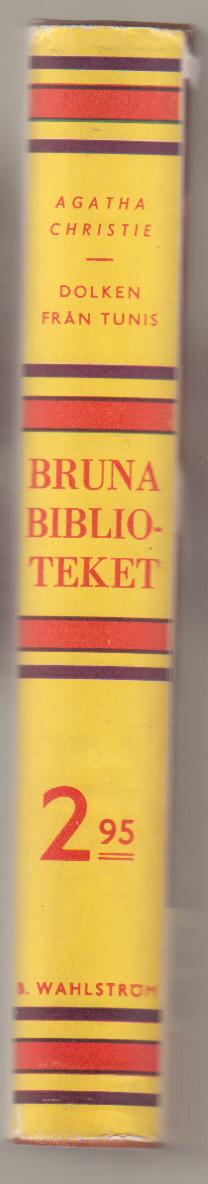 AGATHA
CHRISTIE
—
DOLKEN
FRÅN TUNIS
BRUNA
BIBLIO-
TEKET
2 95
B. WAHLSTRÖM